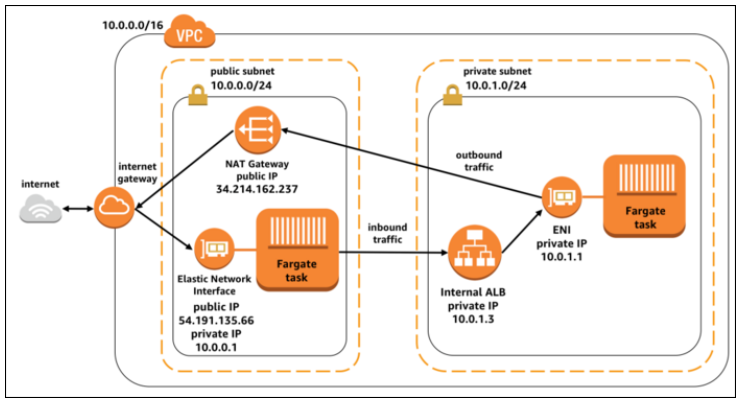 10.0.0.0/16
VPC
public subnet
10.0.0.0/24
private subnet
10.0.1.0/24
NAT Gateway
public IP
34.214.162.237
internet
gateway
internet
outbound
traffic
inbound
traffic
Fargate
task
Elastic Network
Interface
public IP
54.191.135.66
private IP
10.0.0.1
Internal ALB
private IP
10.0.1.3
ENI
private IP
10.0.1.1
Fargate
task